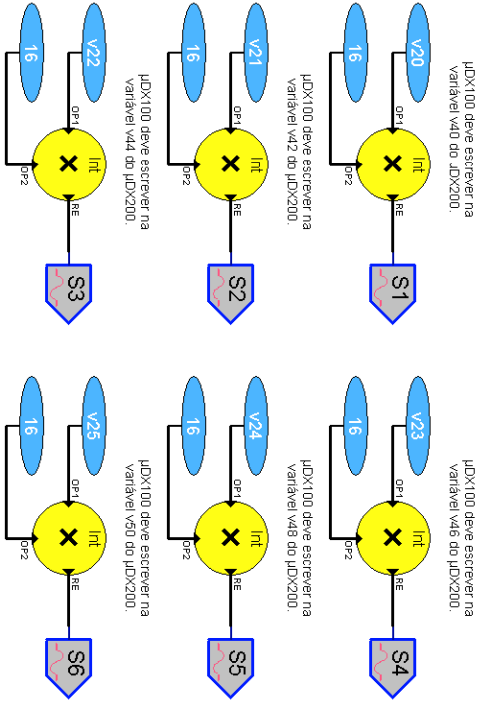 µDX100 deve escrever na
variável v40 do JDX200.
v20
OP1
Int
RE
S1
16
OP2
µDX100 deve escrever na
variável v46 do µDX200.
v23
OP1
Int
RE
S4
16
OP2
µDX100 deve escrever na
variável v42 do µDX200.
v21
OP1
Int
RE
S2
16
OP2
µDX100 deve escrever na
variável v48 do µDX200.
v24
OP1
Int
RE
S5
16
OP2
µDX100 deve escrever na
variável v44 do µDX200.
v22
OP1
Int
RE
S3
16
OP2
µDX100 deve escrever na
variável v50 do µDX200.
v25
OP1
Int
RE
S6
16
OP2